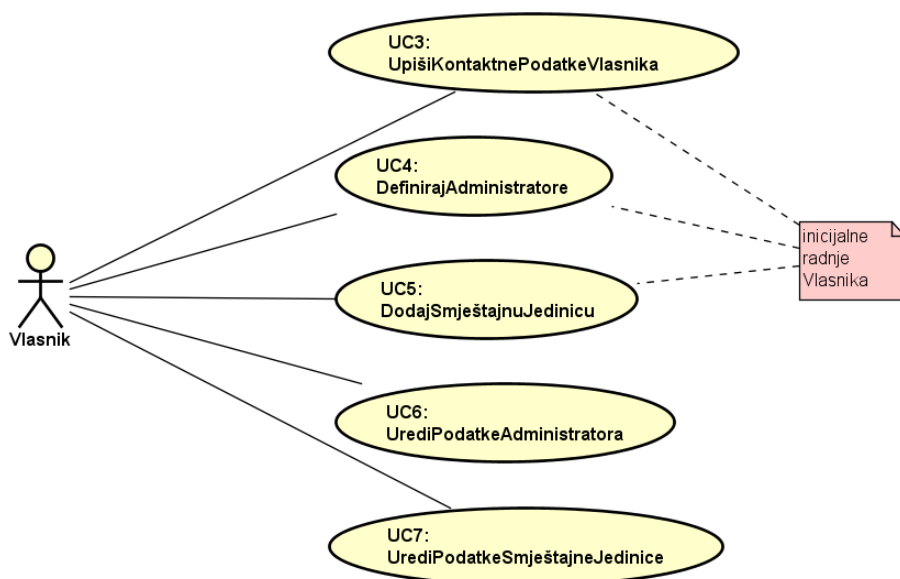 UC3:
UpišiKontaktnePodatkeVlasnika
UC4:
DefinirajAdministratore
inicijalne
radnje
Vlasnika
UC5:
DodajSmještajnuJedinicu
Vlasnik
UC6:
UrediPodatkeAdministratora
UC7:
UrediPodatkeSmještajneJedinice